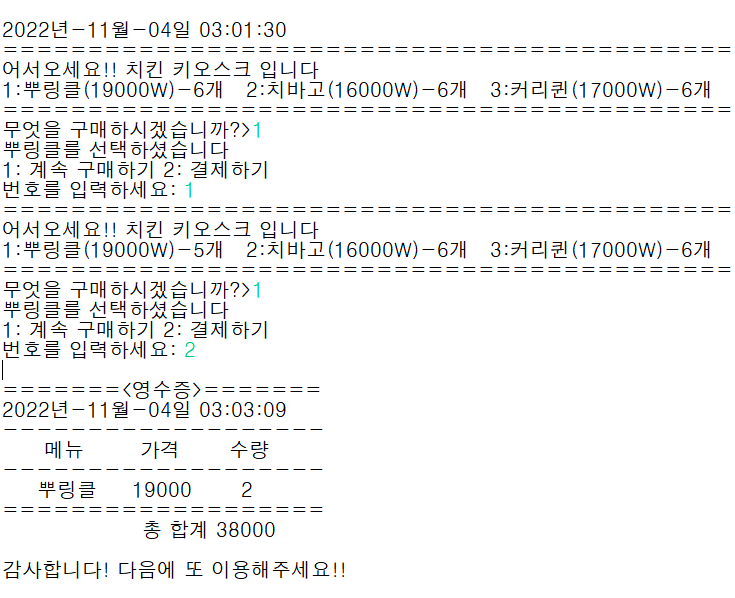 2022년-11월-04일 03:01:30
===========================================
어서오세요!! 치킨 키오스크 입니다
1:뿌링클(19000W)-6개 2:치바고(16000W)-6개 3:커리퀸(17000W)-6개
===========================================
무엇을 구매하시겠습니까?>1
뿌링클를 선택하셨습니다
1: 계속 구매하기 2: 결제하기
번호를 입력하세요: 1
===========================================
어서오세요!! 치킨 키오스크 입니다
1:뿌링클(19000W)-5개 2:치바고(16000W)-6개 3:커리퀸(17000W)-6개
===========================================
무엇을 구매하시겠습니까?>1
뿌링클를 선택하셨습니다
1: 계속 구매하기 2: 결제하기
번호를 입력하세요: 2
=======<영수증>=======
2022년-11월-04일 03:03:09
-------------------
메뉴 가격 수량
-------------------
뿌링클 19000 2
===================
총 합계 38000
감사합니다! 다음에 또 이용해주세요!!